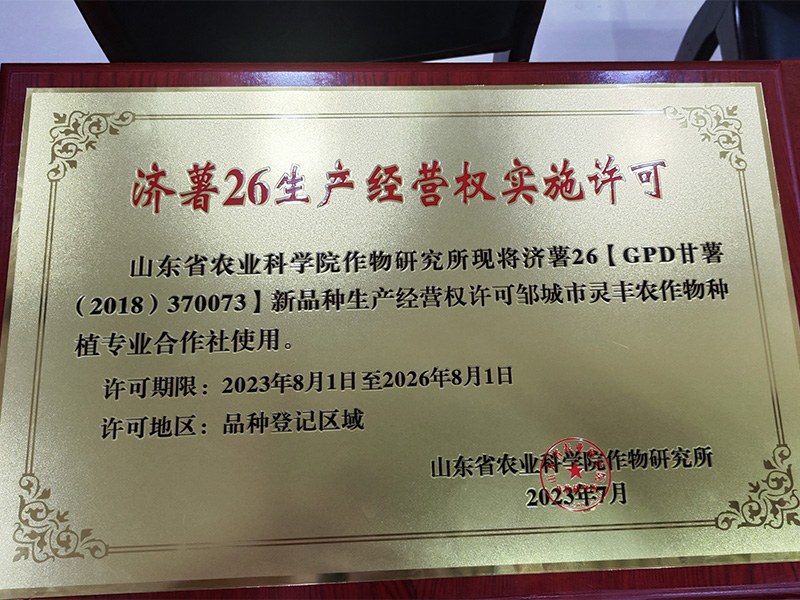 济薯26生产经营权实施许可
山东省农业科学院作物研究所现将济薯26【GPD甘薯
（2018）370073】新品种生产经营权许可邹城市灵丰农作物种
植专业合作社使用。
许可期限：2023年8月1日至2026年8月1日
许可地区：品种登记区域
山东省农业科学院作物研究所
2023年7月